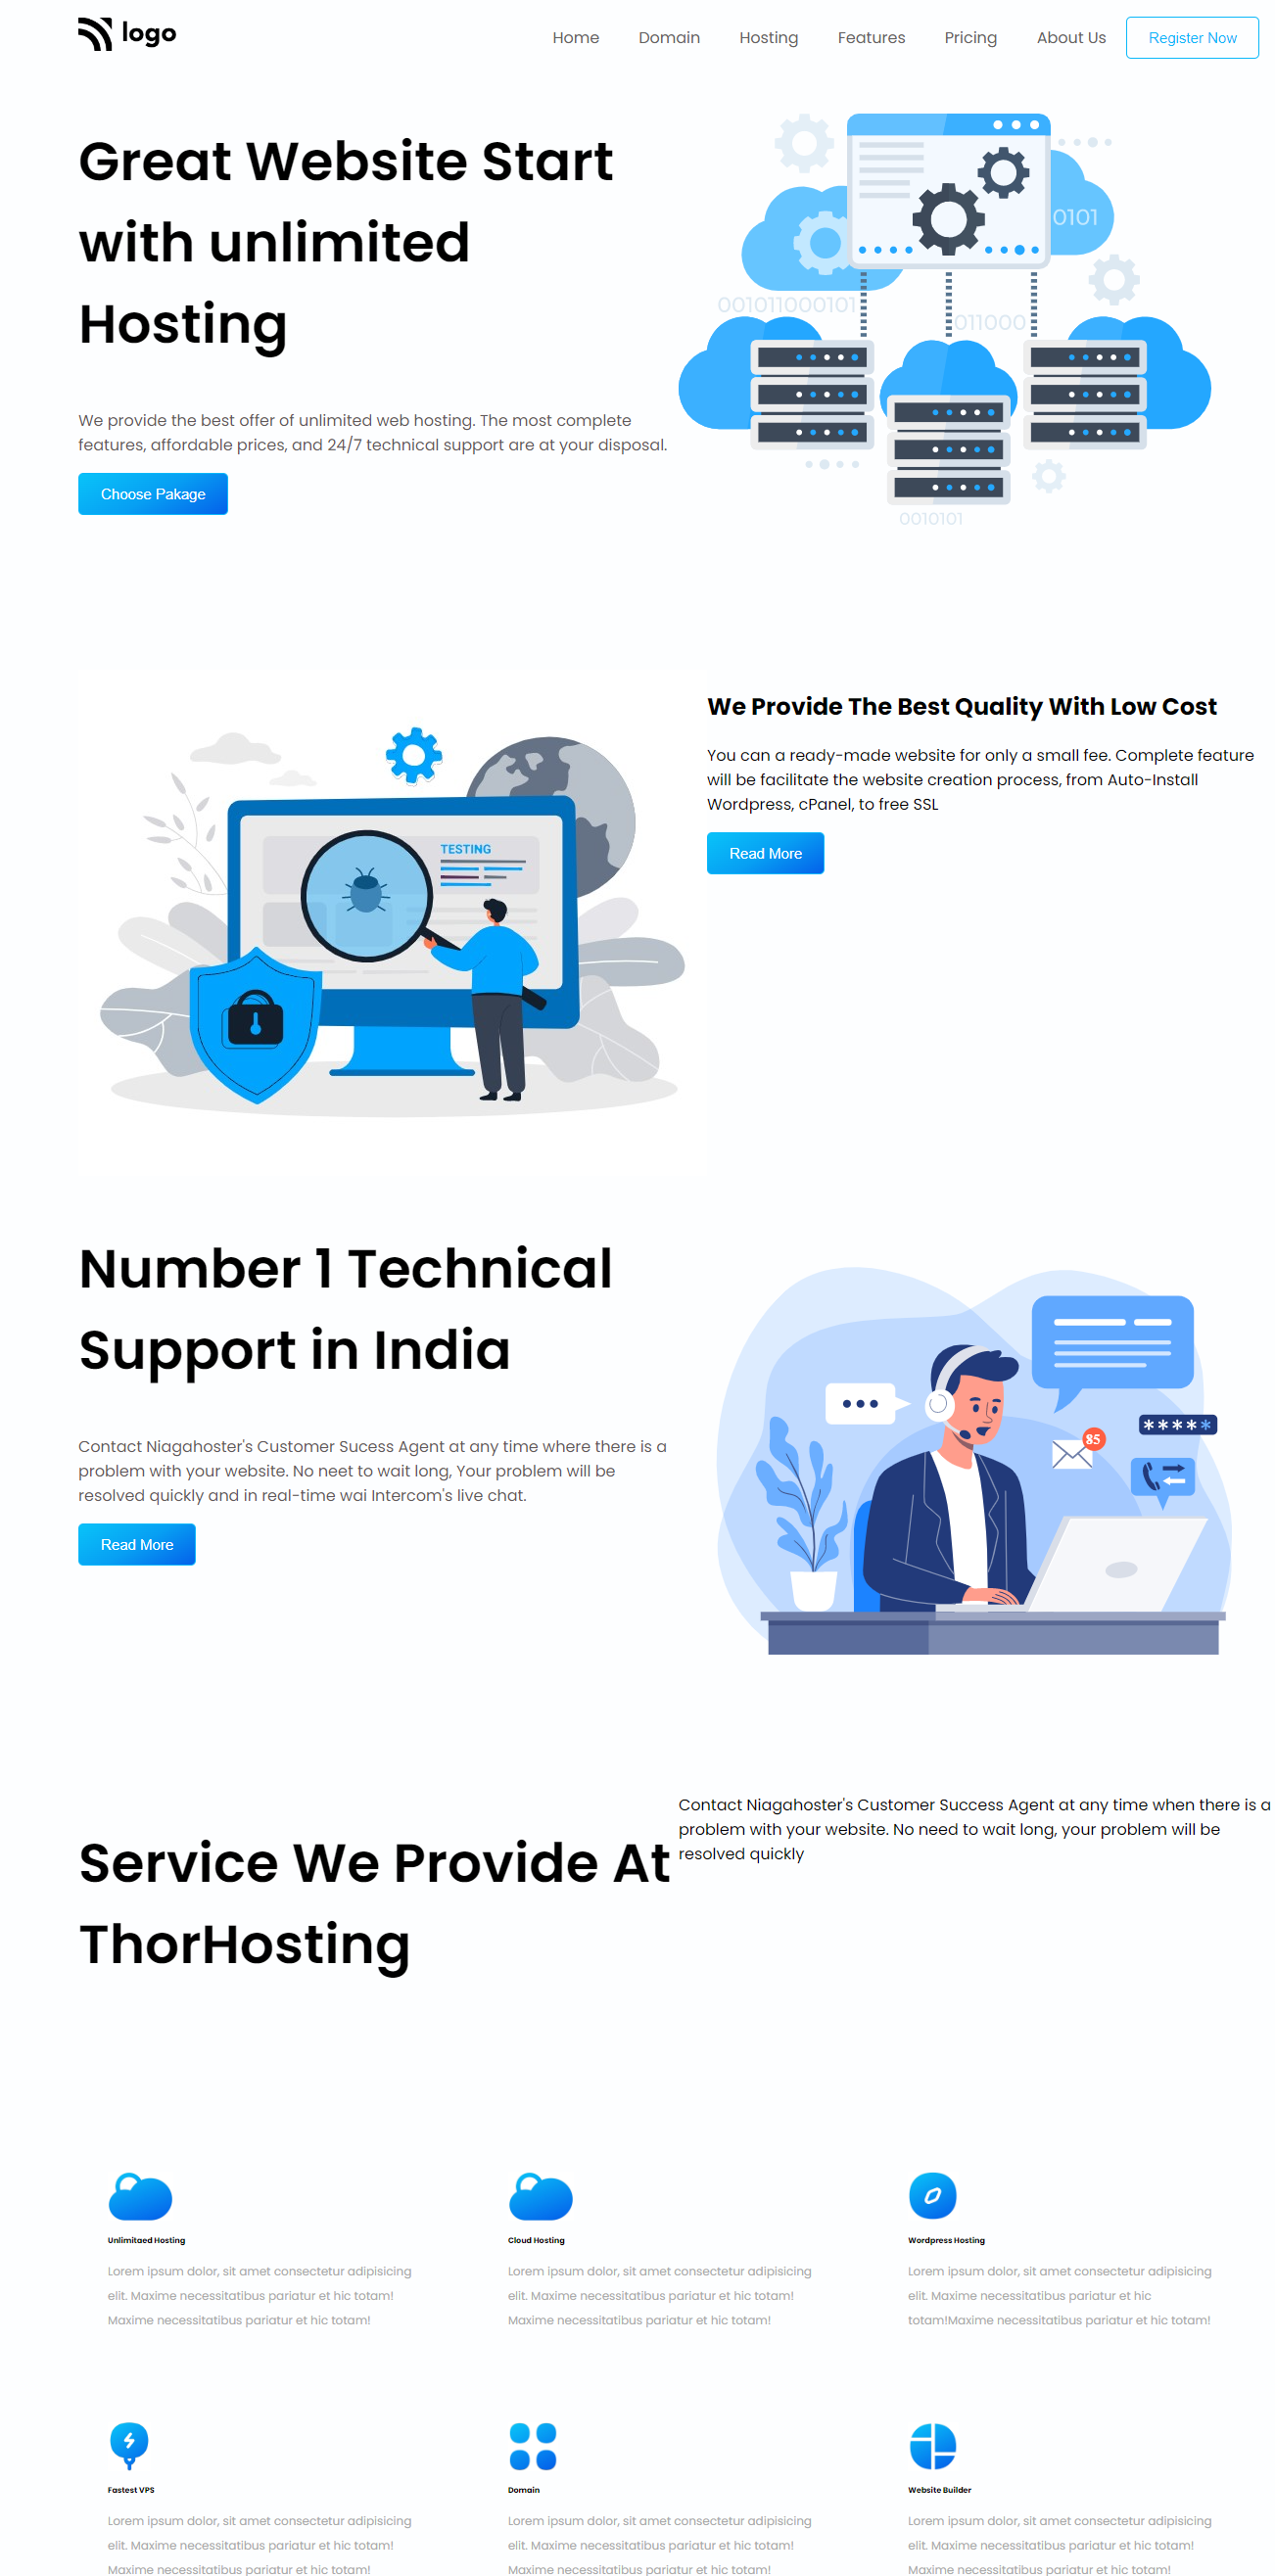 logo
Home Domain Hosting Features Pricing About Us Register Now
Great Website Start
with unlimited
Hosting
We provide the best offer of unlimited web hosting. The most complete
features, affordable prices, and 24/7 technical support are at your disposal.
Choose Pakage
0101
001011000101
011000
0010101
TESTING
We Provide The Best Quality With Low Cost
You can a ready-made website for only a small fee. Complete feature
will be facilitate the website creation process, from Auto-Install
Wordpress, cPanel, to free SSL
Read More
Number 1 Technical
Support in India
Contact Niagahoster's Customer Sucess Agent at any time where there is a
problem with your website. No neet to wait long, Your problem will be
resolved quickly and in real-time wai Intercom's live chat.
Read More
85
*****
Service We Provide At
ThorHosting
Contact Niagahoster's Customer Success Agent at any time when there is a
problem with your website. No need to wait long, your problem will be
resolved quickly
Unlimitaed Hosting
Lorem ipsum dolor, sit amet consectetur adipisicing
elit. Maxime necessitatibus pariatur et hic totam!
Maxime necessitatibus pariatur et hic totam!
Cloud Hosting
Lorem ipsum dolor, sit amet consectetur adipisicing
elit. Maxime necessitatibus pariatur et hic totam!
Maxime necessitatibus pariatur et hic totam!
Wordpress Hosting
Lorem ipsum dolor, sit amet consectetur adipisicing
elit. Maxime necessitatibus pariatur et hic
totam!Maxime necessitatibus pariatur et hic totam!
Fastest VPS
Lorem ipsum dolor, sit amet consectetur adipisicing
elit. Maxime necessitatibus pariatur et hic totam!
Maxime necessitatibus pariatur et hic totam!
Domain
Lorem ipsum dolor, sit amet consectetur adipisicing
elit. Maxime necessitatibus pariatur et hic totam!
Maxime necessitatibus pariatur et hic totam!
Website Builder
Lorem ipsum dolor, sit amet consectetur adipisicing
elit. Maxime necessitatibus pariatur et hic totam!
Maxime necessitatibus pariatur et hic totam!